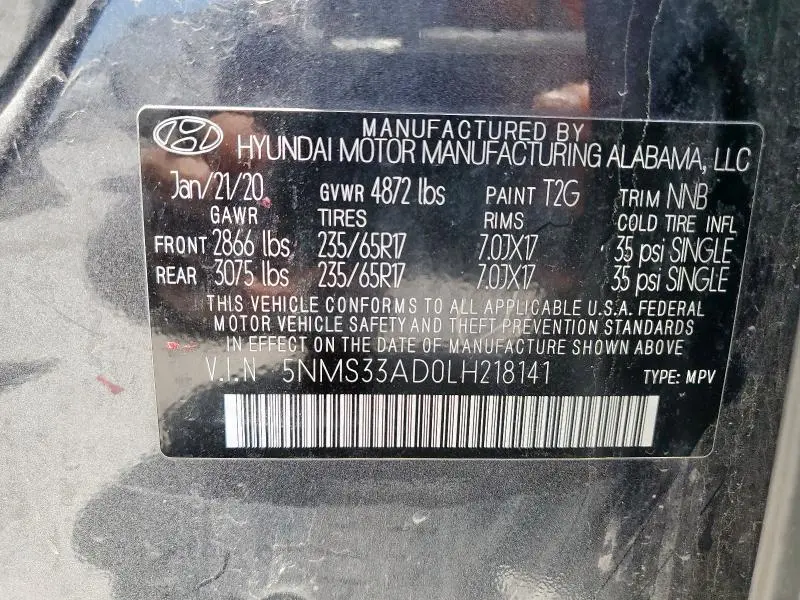 MANUFACTURED BY
HYUNDAI MOTOR MANUFACTURING ALABAMA, LLC
Jan/21/20 GVWR 4872 lbs PAINT T2G TRIM NNB
GAWR TIRES RIMS COLD TIRE INFL
FRONT 2866 lbs 235/65R17 7.0JX17 35 psi SINGLE
REAR 3075 lbs 235/65R17 7.0JX17 35 psi SINGLE
THIS VEHICLE CONFORMS TO ALL APPLICABLE U.S.A. FEDERAL
MOTOR VEHICLE SAFETY AND THEFT PREVENTION STANDARDS
IN EFFECT ON THE DATE OF MANUFACTURE SHOWN ABOVE
V.I.N 5NMS33AD0LH218141 TYPE: MPV